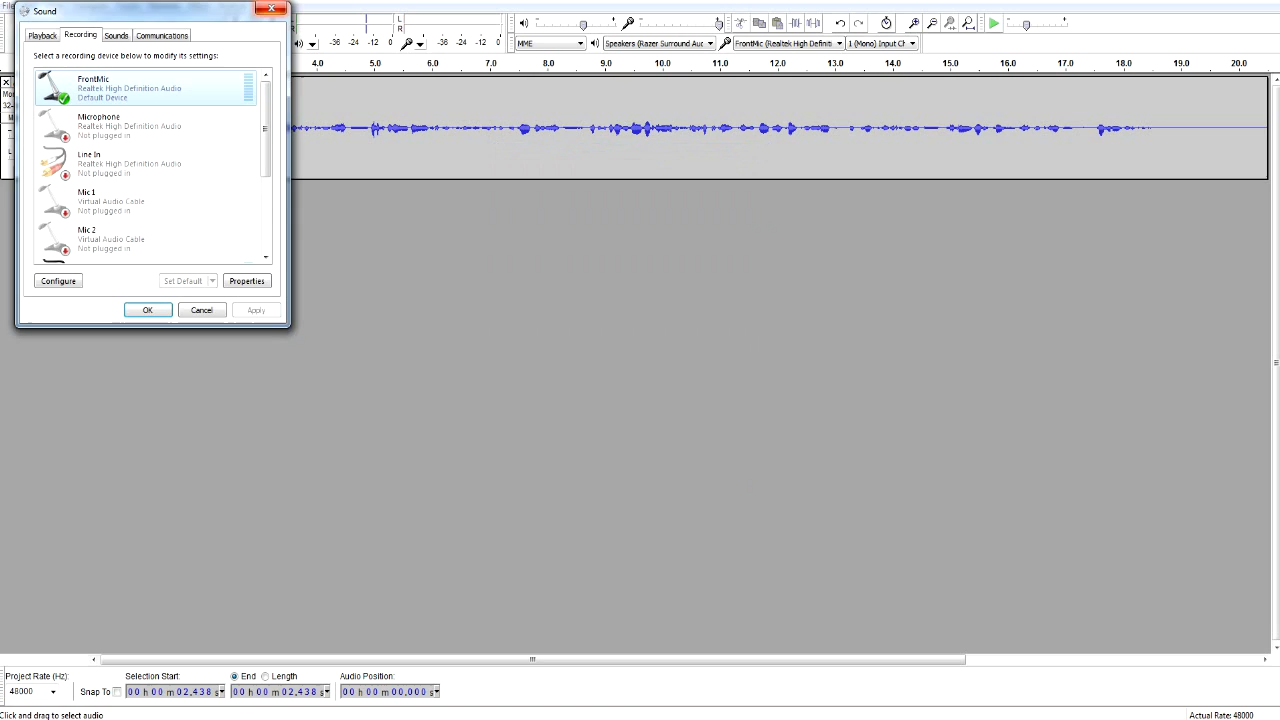 Sound
Playback
Recording
Sounds
Communications
Select a recording device below to modify its settings:
FrontMic
Realtek High Definition Audio
Default Device
Microphone
Realtek High Definition Audio
Not plugged in
Line In
Realtek High Definition Audio
Not plugged in
Mic 1
Virtual Audio Cable
Not plugged in
Mic 2
Virtual Audio Cable
Not plugged in
Configure
Set Default
Properties
OK
Cancel
Apply
L
R
L
R
-36 -24 -12 0
-36 -24 -12 0
MME
Speakers (Razer Surround Auc
FrontMic (Realtek High Definiti
1 (Mono) Input Ch
4.0 5.0 6.0 7.0 8.0 9.0 10.0 11.0 12.0 13.0 14.0 15.0 16.0 17.0 18.0 19.0 20.0
Project Rate (Hz):
48000
Snap To
Selection Start:
00 h 00 m 02.438 s
End
Length
00 h 00 m 02.438 s
Audio Position:
00 h 00 m 00.000 s
Click and drag to select audio
Actual Rate: 48000